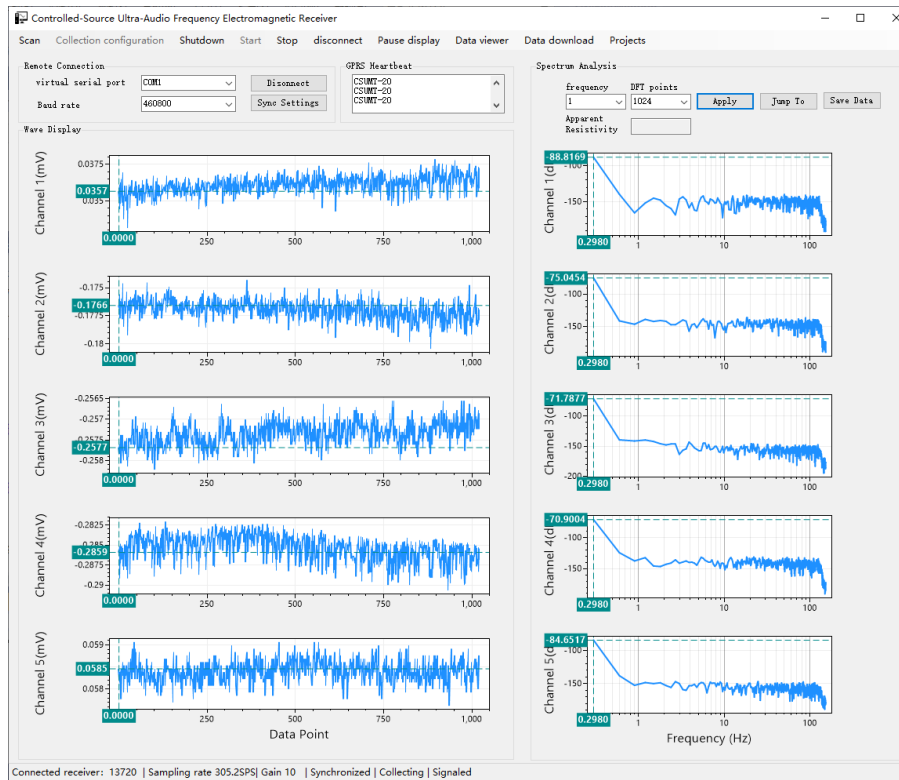 Controlled-Source Ultra-Audio Frequency Electromagnetic Receiver
Scan Collection configuration Shutdown Start Stop disconnect Pause display Data viewer Data download Projects
Remote Connection
virtual serial port COM1 Disonnect
Baud rate 460800 Sync Settings
GPRS Heartbeat
CSUMT-20
CSUMT-20
CSUMT-20
Spectrum Analysis
frequency DFT points
1 1024 Apply Jump To Save Data
Apparent
Resistivity
Wave Display
Channel 1(mV)
0.0375
0.0357
0.035
0.0000 250 500 750 1,000
Channel 2(mV)
-0.175
-0.1766
-0.1775
-0.18
0.0000 250 500 750 1,000
Channel 3(mV)
-0.2565
-0.257
-0.2575
-0.2577
-0.258
0.0000 250 500 750 1,000
Channel 4(mV)
-0.2825
-0.2859
-0.2875
-0.29
0.0000 250 500 750 1,000
Channel 5(mV)
0.059
0.0585
0.058
0.0000 250 500 750 1,000
Data Point
Channel 1(d
-88.8169
-100
-150
0.2980 1 10 100
Channel 2(d
-75.0454
-100
-150
0.2980 1 10 100
Channel 3(d
-71.7877
-100
-150
-200
0.2980 1 10 100
Channel 4(d
-70.9004
-100
-150
0.2980 1 10 100
Channel 5(d
-84.6517
-100
-150
0.2980 1 10 100
Frequency (Hz)
Connected receiver: 13720 | Sampling rate 305.2SPS| Gain 10 | Synchronized | Collecting | Signaled